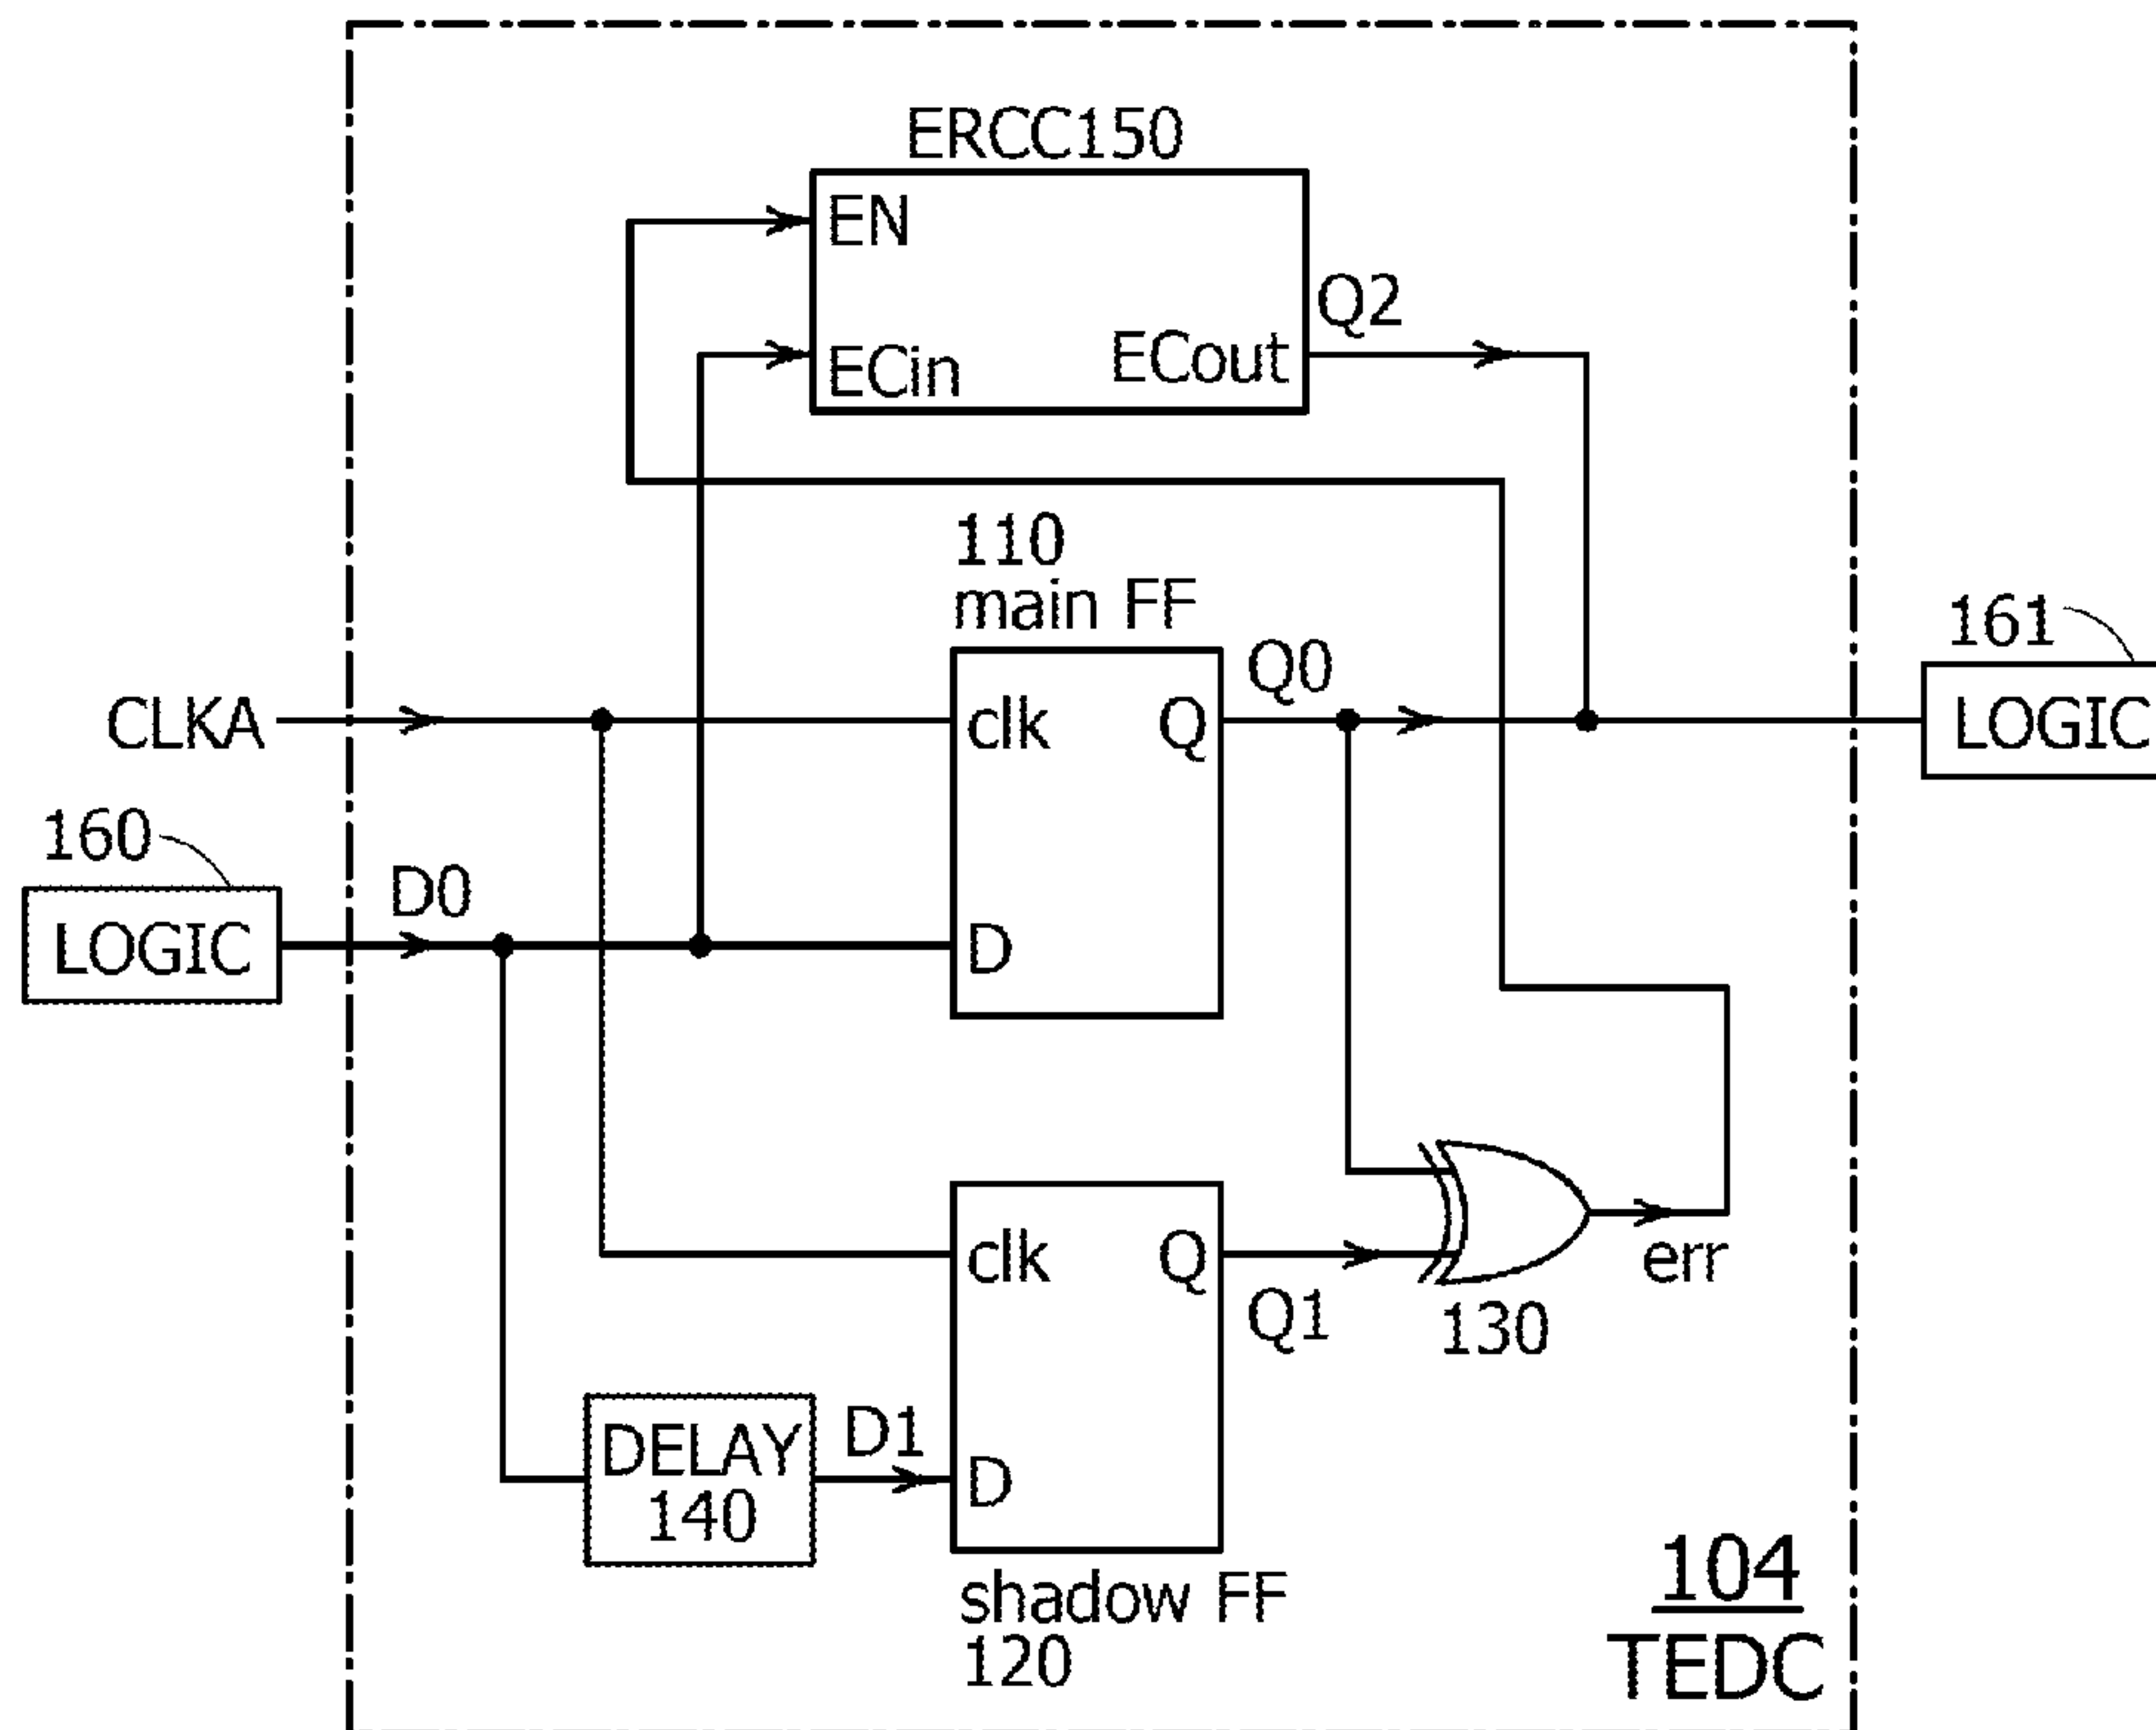 ERCC150
EN
Q2
ECin
ECout
110
main FF
161
Q0
CLKA
clk
Q
LOGIC
160
D0
LOGIC
D
clk
Q
err
Q1
130
D1
DELAY
140
D
104
shadow FF
120
TEDC